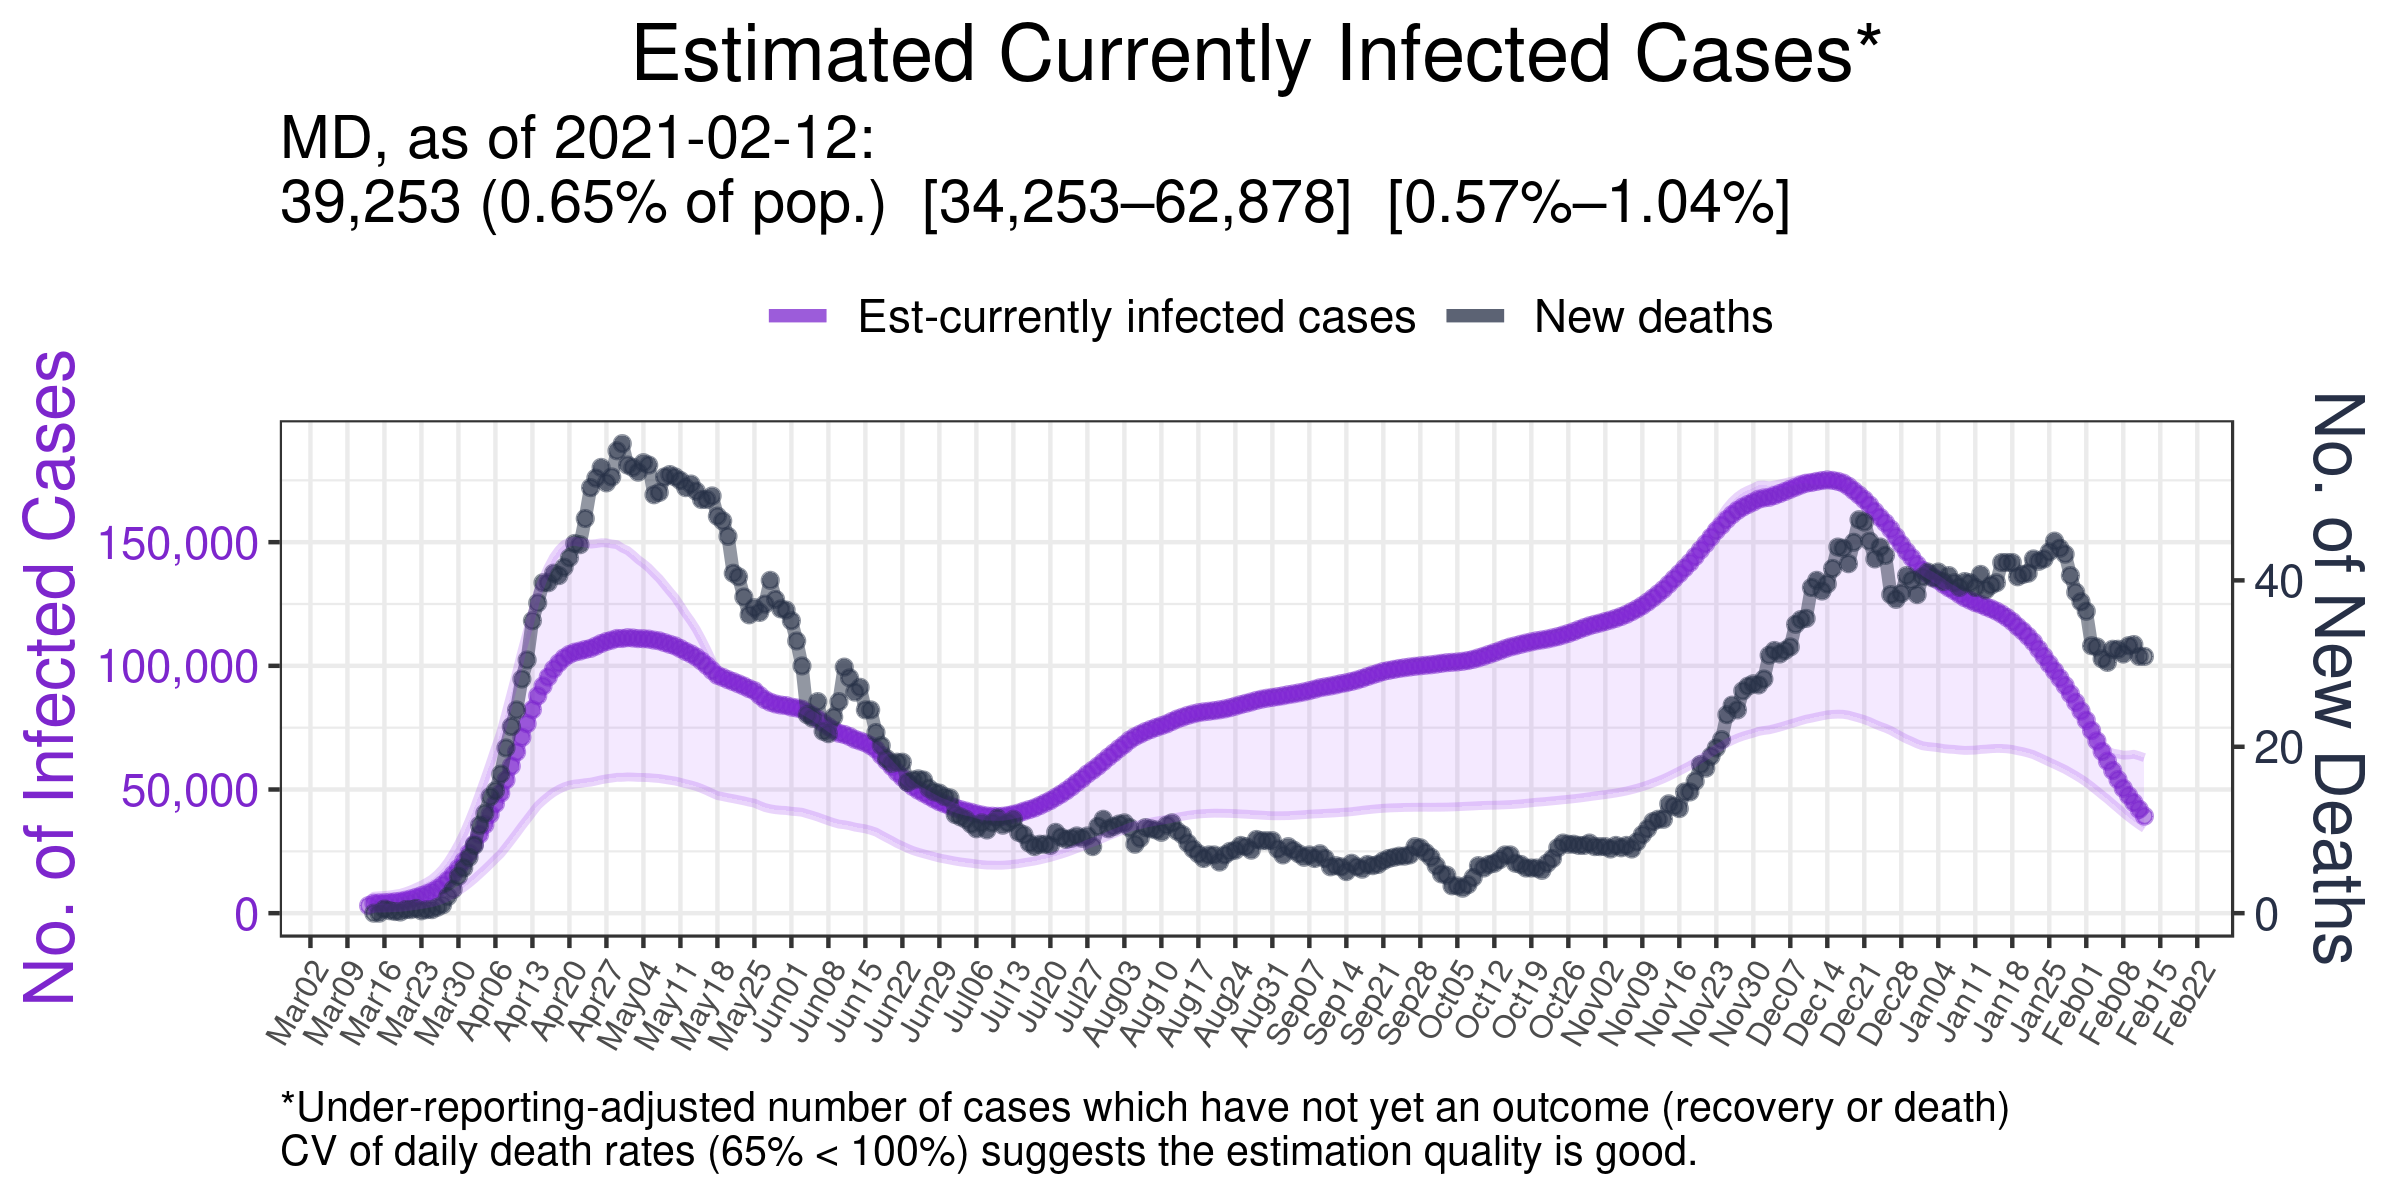 Estimated Currently Infected Cases*
MD, as of 2021-02-12:
39,253 (0.65% of pop.)  [34,253–62,878]  [0.57%–1.04%]
Est-currently infected cases New deaths
No. of Infected Cases
150,000
100,000
50,000
0
No. of New Deaths
40
20
0
Mar02 Mar09 Mar16 Mar23 Mar30 Apr06 Apr13 Apr20 Apr27 May04 May11 May18 May25 Jun01 Jun08 Jun15 Jun22 Jun29 Jul06 Jul13 Jul20 Jul27 Aug03 Aug10 Aug17 Aug24 Aug31 Sep07 Sep14 Sep21 Sep28 Oct05 Oct12 Oct19 Oct26 Nov02 Nov09 Nov16 Nov23 Nov30 Dec07 Dec14 Dec21 Dec28 Jan04 Jan11 Jan18 Jan25 Feb01 Feb08 Feb15 Feb22
*Under-reporting-adjusted number of cases which have not yet an outcome (recovery or death)
CV of daily death rates (65% < 100%) suggests the estimation quality is good.